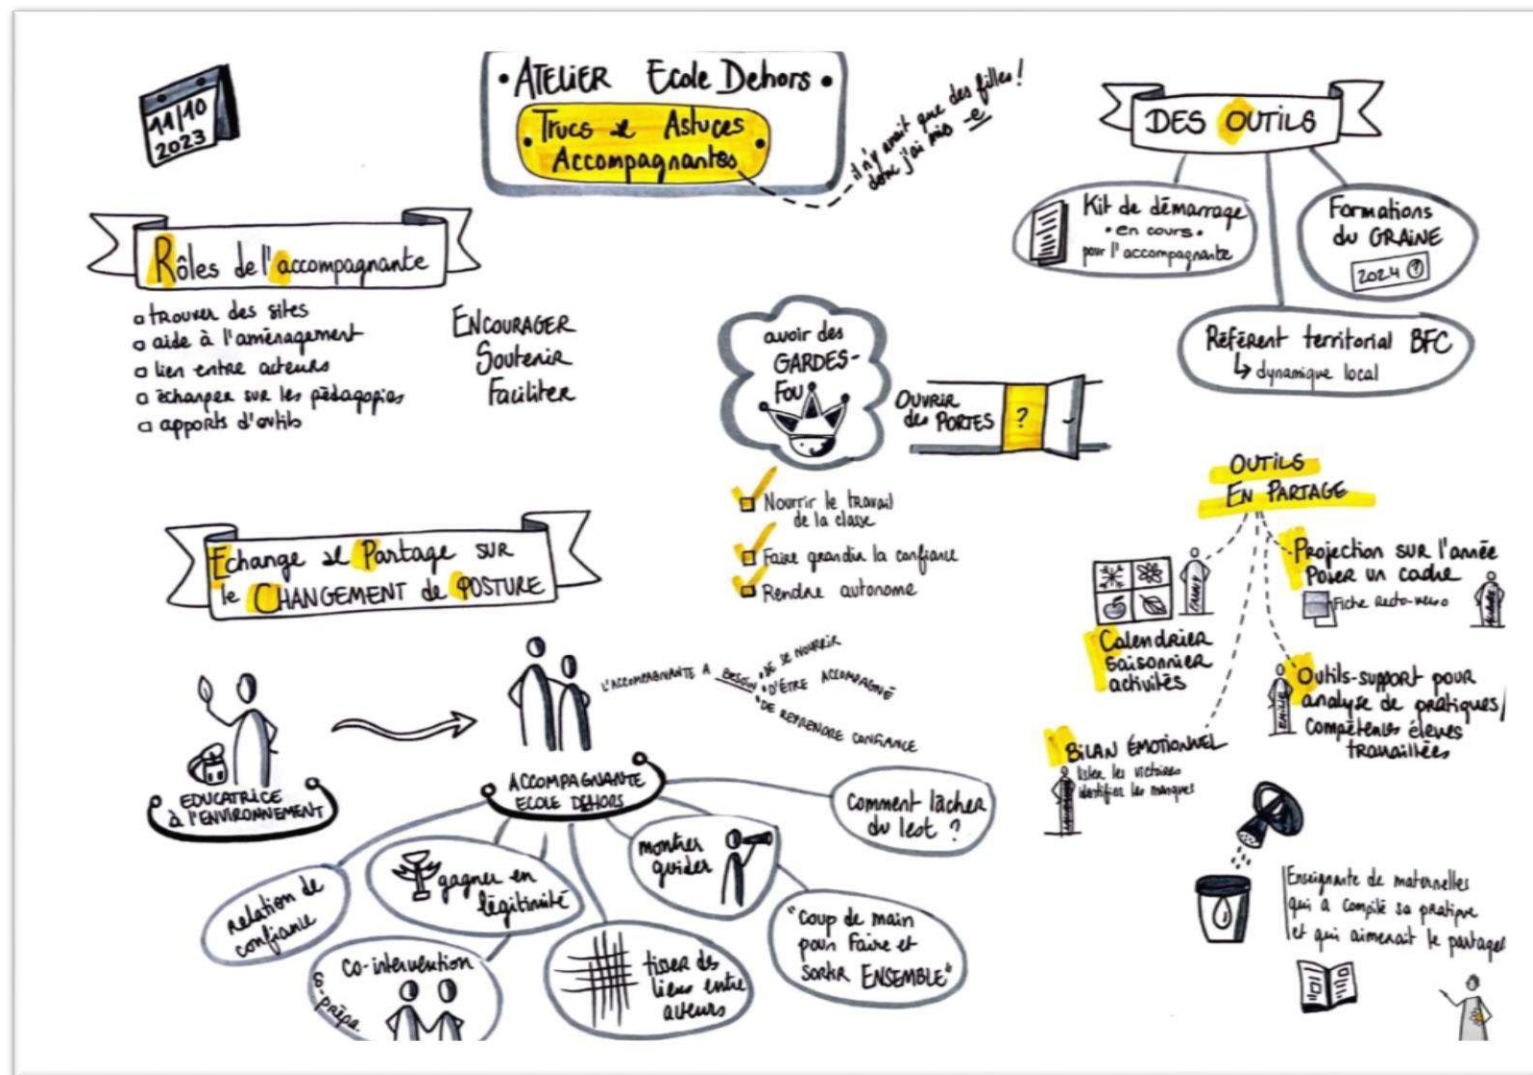 11/10
2023
• ATELIER Ecole Dehors •
• Trucs et Astuces •
Accompagnantes
il n'y avait que des filles !
donc j'ai mis -e
DES OUTILS
Kit de démarrage
• en cours •
pour l'accompagnante
Formations
du GRAINE
2024 ?
Référent territorial BFC
↳ dynamique local
Rôles de l'accompagnante
trouver des sites
aide à l'aménagement
lien entre acteurs
échanger sur les pédagogies
apports d'outils
ENCOURAGER
Soutenir
Faciliter
avoir des
GARDES-
FOU
OUVRIR
des PORTES
?
Nourrir le travail
de la classe
Faire grandir la confiance
Rendre autonome
OUTILS
EN PARTAGE
Projection sur l'année
Poser un cadre
Fiche recto-verso
Calendrier
saisonnier
activités
Outils-support pour
analyse de pratiques/
Compétences élèves
travaillées
EMILIE
BILAN ÉMOTIONNEL
lister les victoires
identifier les manques
Enseignante de maternelles
qui a compilé sa pratique
et qui aimerait le partager
Echange et Partage SUR
le CHANGEMENT de POSTURE
EDUCATRICE
à l'ENVIRONNEMENT
ACCOMPAGNANTE
ECOLE DEHORS
L'ACCOMPAGNANTE A BESOIN
• DE SE NOURRIR
• D'ÊTRE ACCOMPAGNÉ
• DE REPRENDRE CONFIANCE
relation de
confiance
gagner en
légitimité
montrer
guider
Comment lâcher
du lest ?
co-intervention
co-prépa.
tisser des
liens entre
acteurs
"Coup de main
pour Faire et
sortir ENSEMBLE"